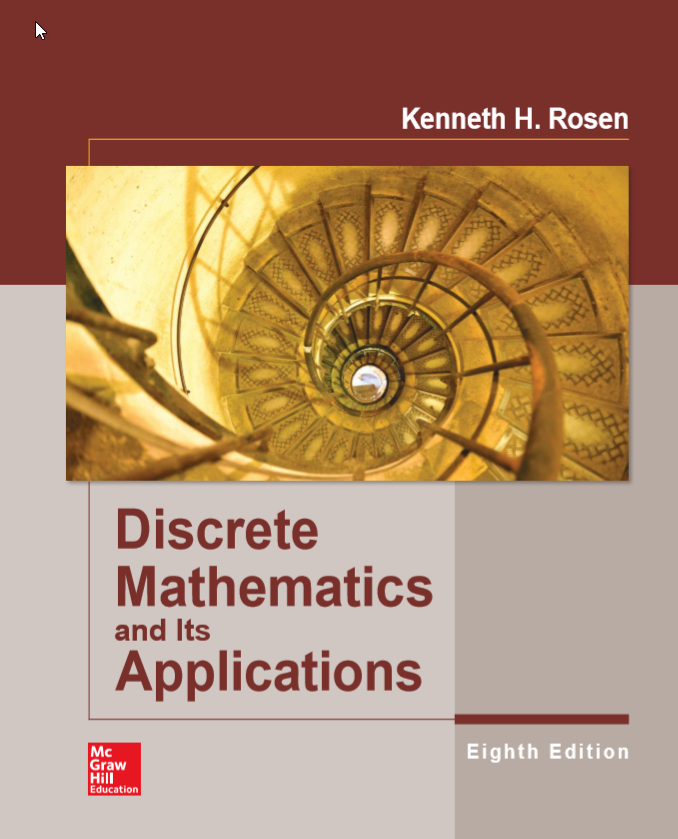 Kenneth H. Rosen
Discrete
Mathematics
and Its
Applications
Eighth Edition
Mc
Graw
Hill
Education